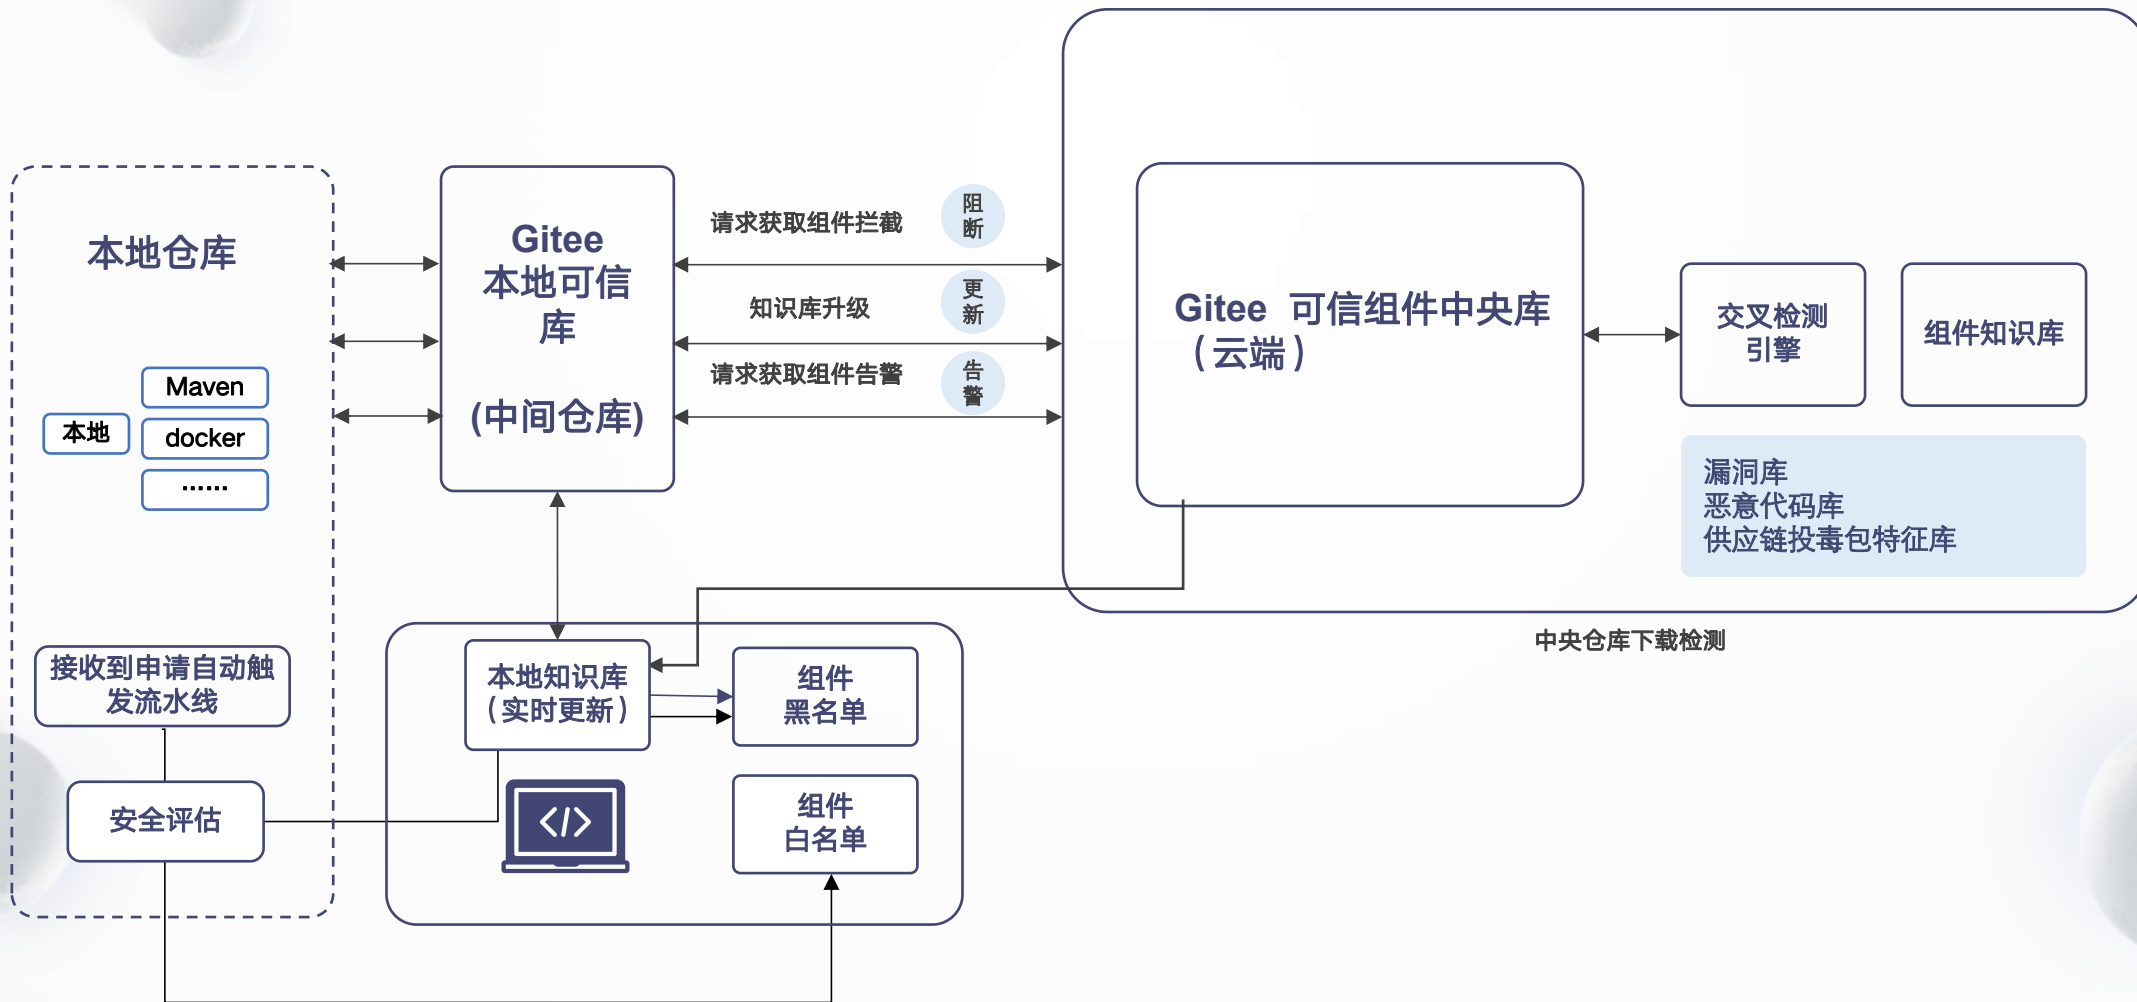 本地仓库
Maven
本地
docker
······
接收到申请自动触
发流水线
安全评估
Gitee
本地可信
库
(中间仓库)
请求获取组件拦截
阻
断
知识库升级
更
新
请求获取组件告警
告
警
Gitee 可信组件中央库
（云端）
交叉检测
引擎
组件知识库
漏洞库
恶意代码库
供应链投毒包特征库
中央仓库下载检测
本地知识库
（实时更新）
组件
黑名单
</>
组件
白名单